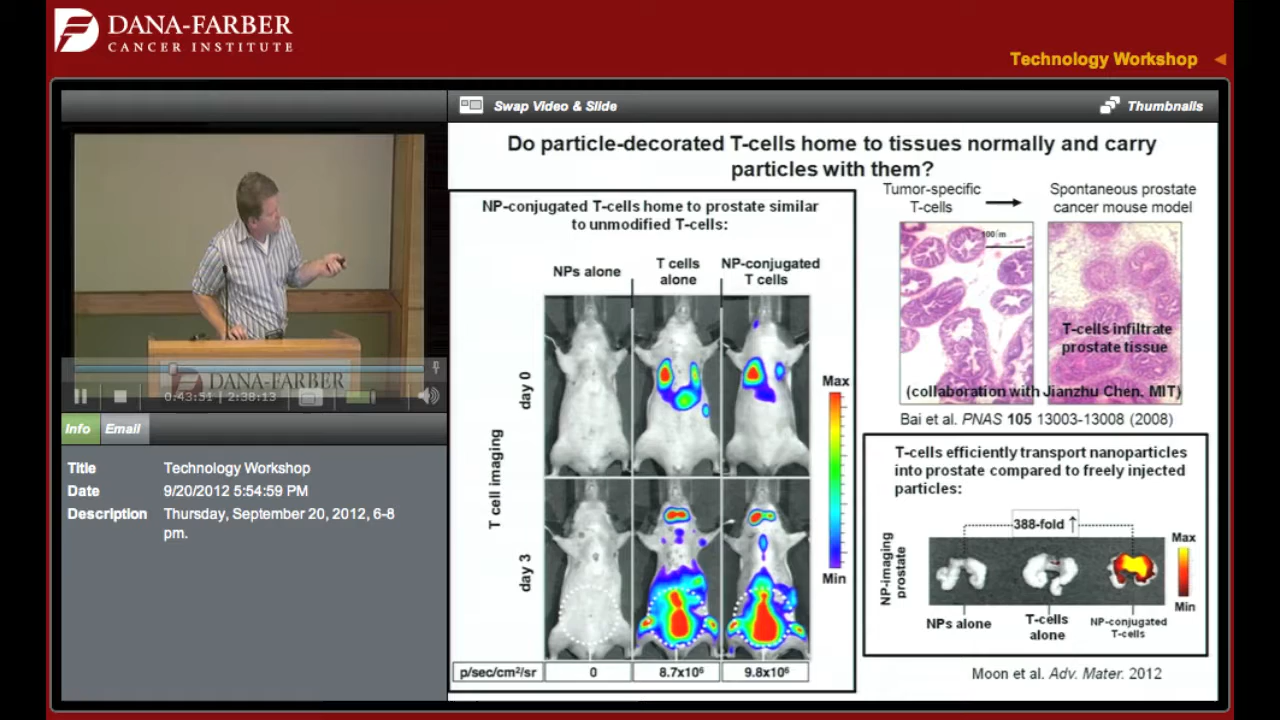 DANA-FARBER
CANCER INSTITUTE
Technology Workshop
Swap Video & Slide
Thumbnails
DANA-FARBER
0:43:51 2:38:13
Info
Email
Title Technology Workshop
Date 9/20/2012 5:54:59 PM
Description Thursday, September 20, 2012, 6-8
pm.
Do particle-decorated T-cells home to tissues normally and carry
particles with them?
NP-conjugated T-cells home to prostate similar
to unmodified T-cells:
NPs alone
T cells
alone
NP-conjugated
T cells
T cell imaging
day 0
day 3
Max
Min
p/sec/cm²/sr 0 8.7x10⁶ 9.8x10⁶
Tumor-specific
T-cells
Spontaneous prostate
cancer mouse model
T-cells infiltrate
prostate tissue
(collaboration with Jianzhu Chen, MIT)
Bai et al. PNAS 105 13003-13008 (2008)
T-cells efficiently transport nanoparticles
into prostate compared to freely injected
particles:
388-fold ↑
NP-imaging
prostate
Max
Min
NPs alone
T-cells
alone
NP-conjugated
T-cells
Moon et al. Adv. Mater. 2012